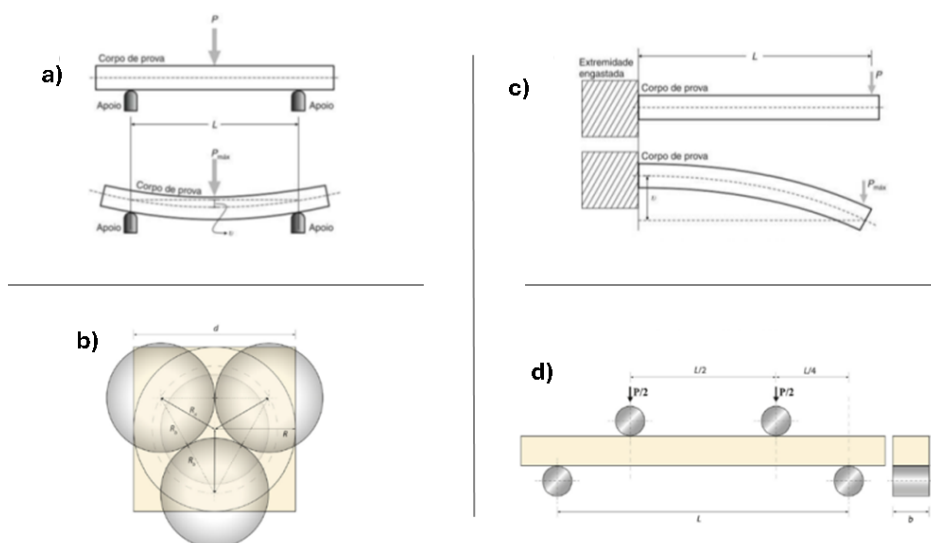 a)
P
Corpo de prova
Apoio
Apoio
L
Pmáx
Corpo de prova
υ
Apoio
Apoio
c)
L
Extremidade
engastada
P
Corpo de prova
Corpo de prova
Pmáx
υ
b)
d
R
d)
L/2
L/4
P/2
P/2
L
b